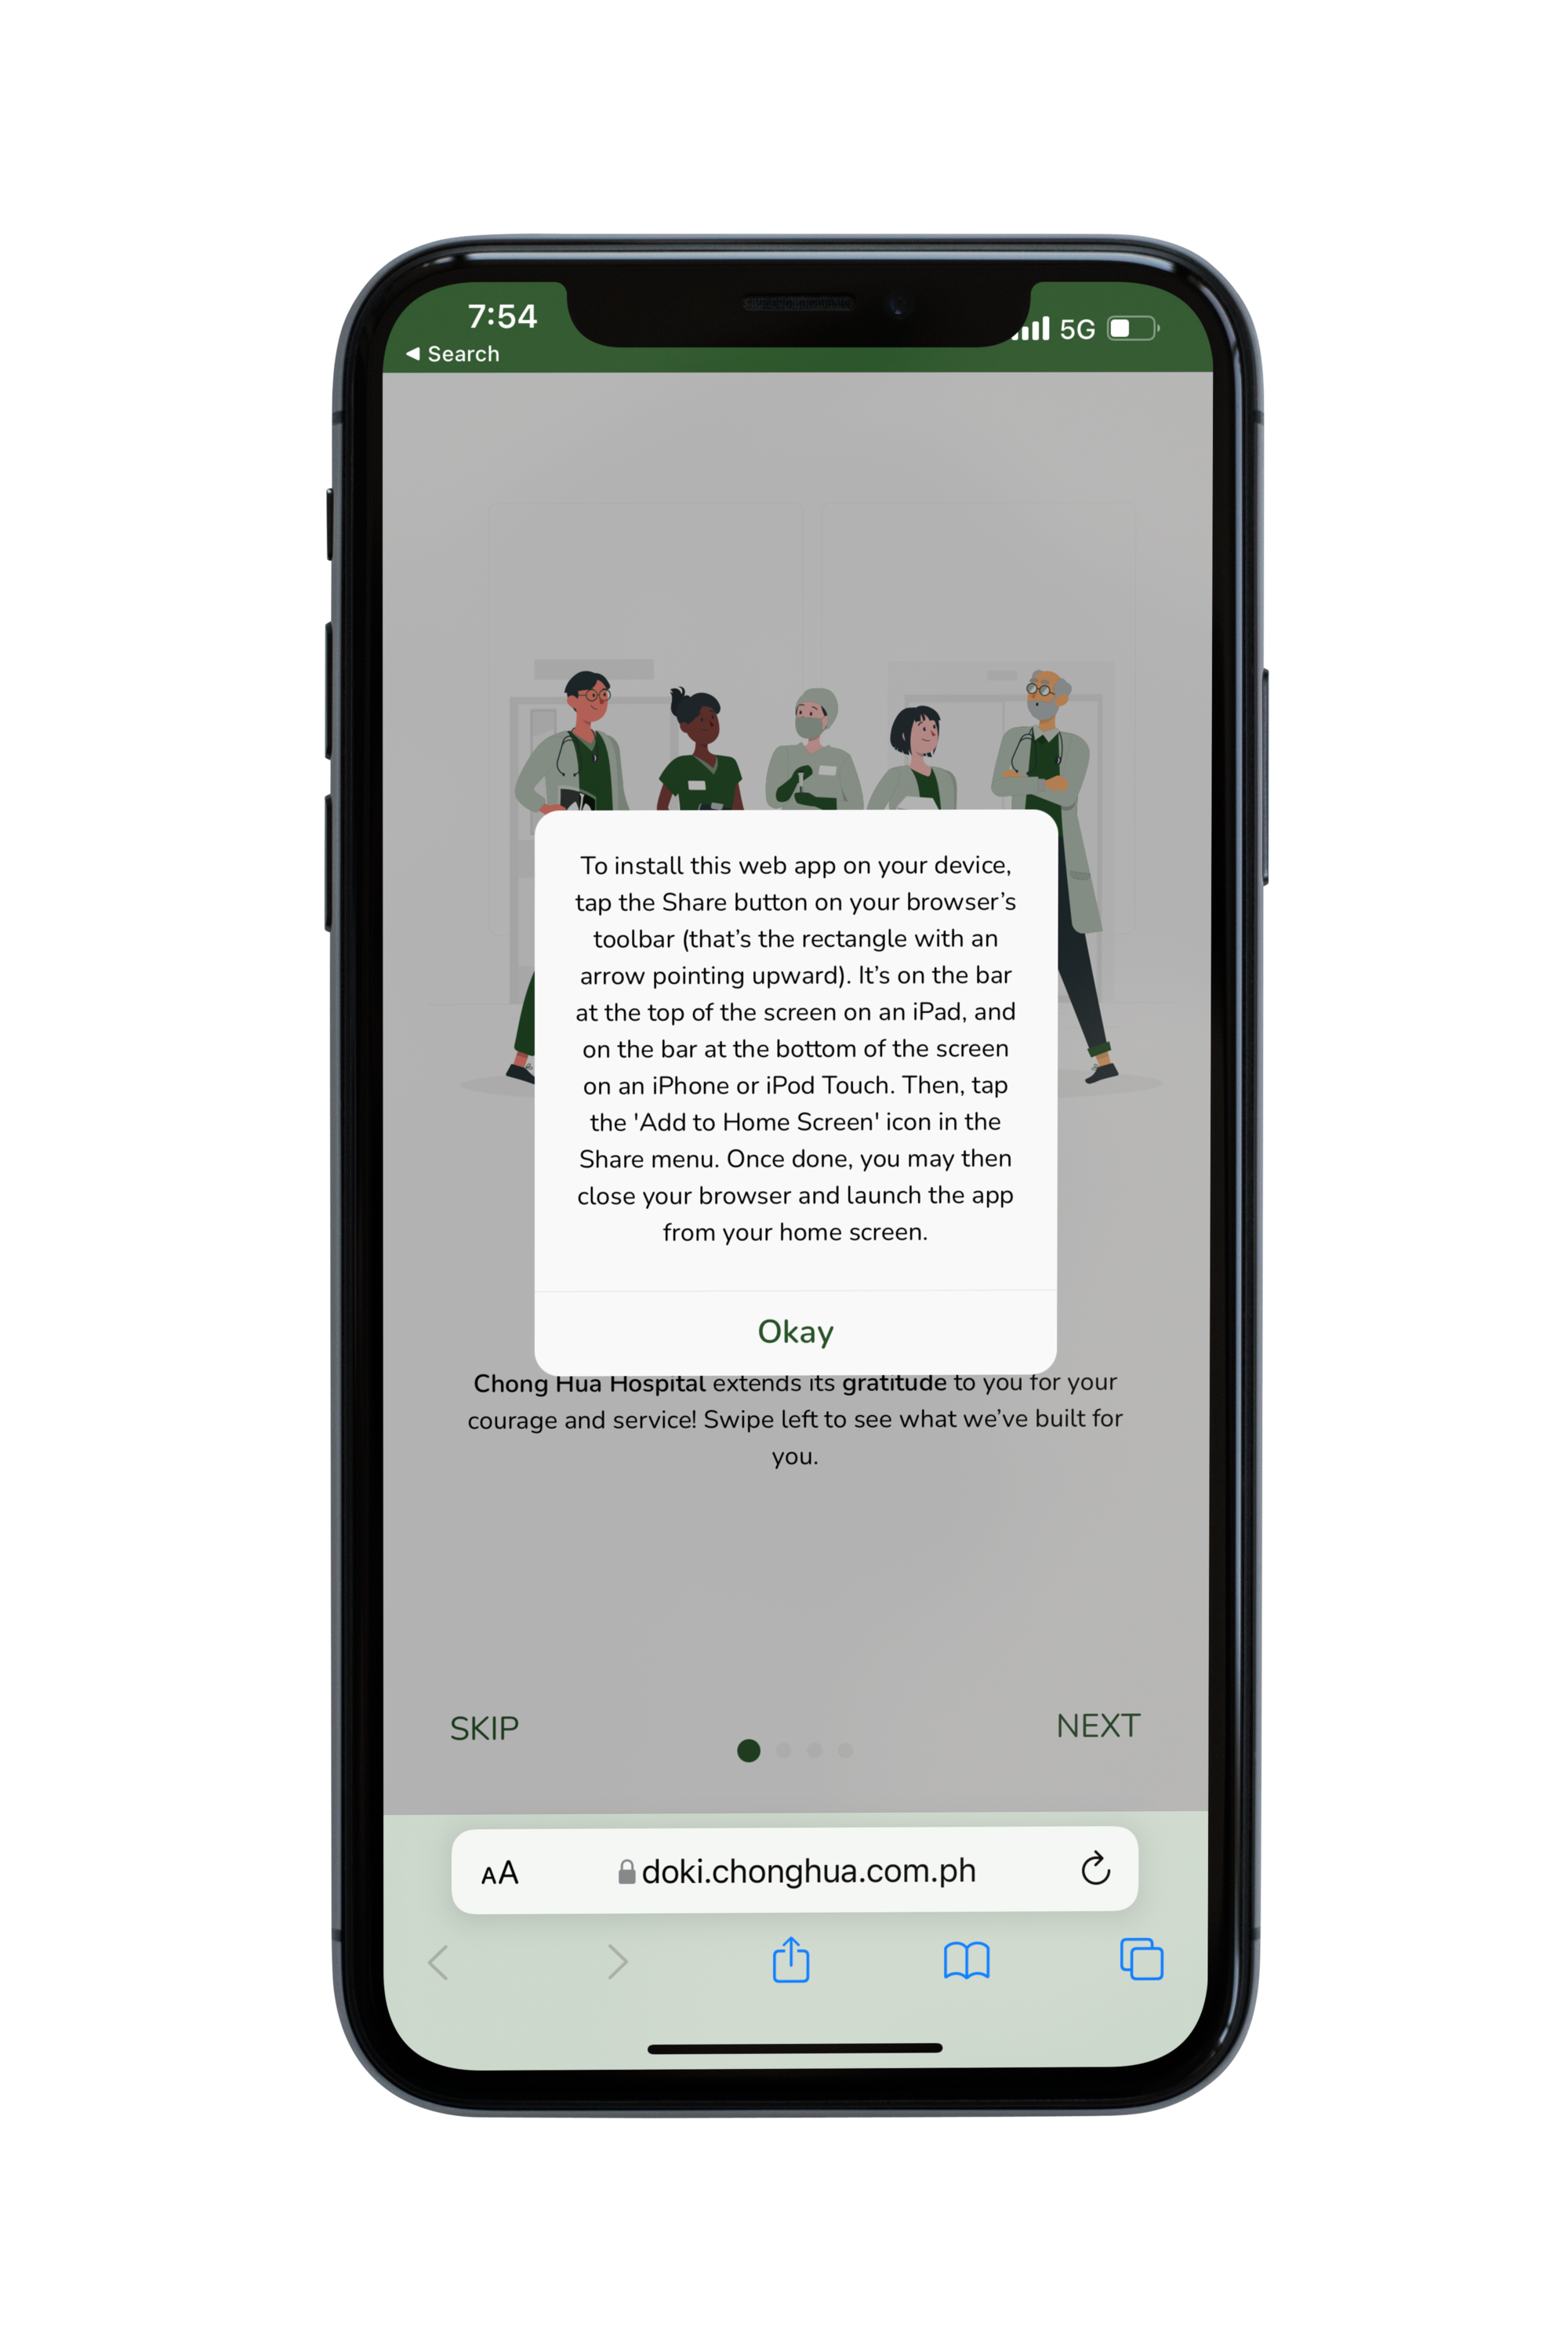 7:54
5G
◀ Search
To install this web app on your device,
tap the Share button on your browser’s
toolbar (that’s the rectangle with an
arrow pointing upward). It’s on the bar
at the top of the screen on an iPad, and
on the bar at the bottom of the screen
on an iPhone or iPod Touch. Then, tap
the 'Add to Home Screen' icon in the
Share menu. Once done, you may then
close your browser and launch the app
from your home screen.
Okay
Chong Hua Hospital extends its gratitude to you for your
courage and service! Swipe left to see what we’ve built for
you.
SKIP
NEXT
AA
doki.chonghua.com.ph